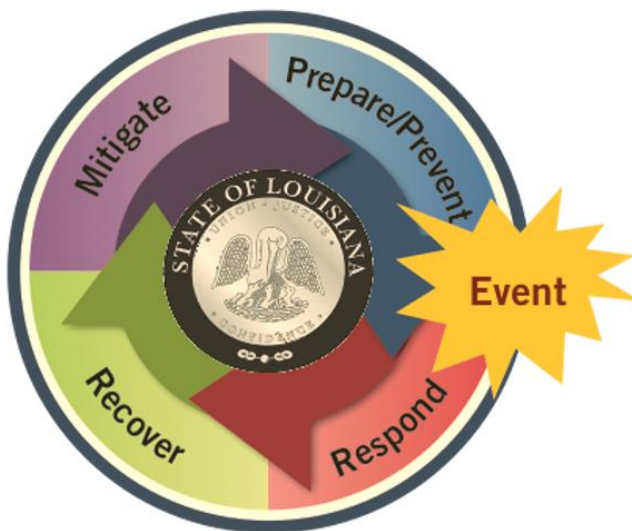 Mitigate
Prepare/Prevent
STATE OF LOUISIANA
UNION · JUSTICE
CONFIDENCE
Event
Recover
Respond